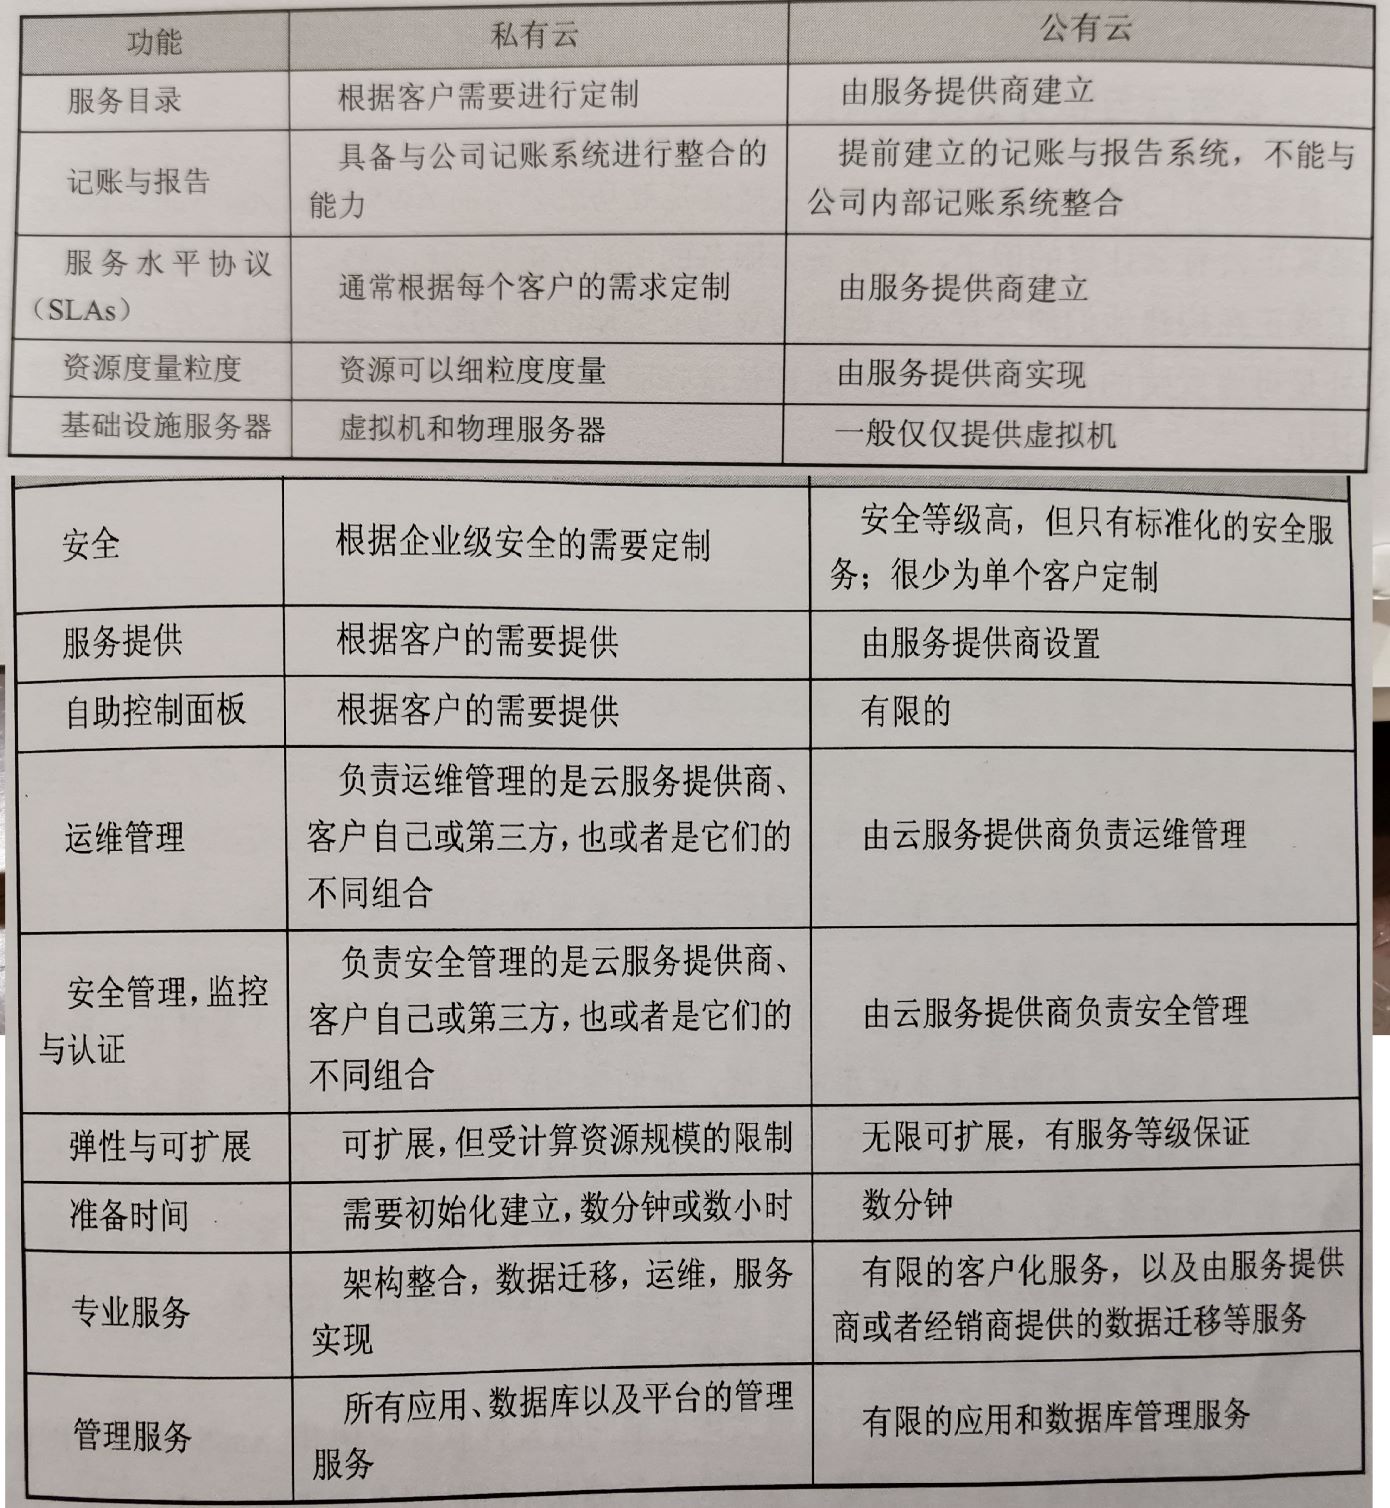 功能 私有云 公有云
服务目录 根据客户需要进行定制 由服务提供商建立
记账与报告
具备与公司记账系统进行整合的
能力
提前建立的记账与报告系统，不能与
公司内部记账系统整合
服务水平协议
（SLAs）
通常根据每个客户的需求定制
由服务提供商建立
资源度量粒度 资源可以细粒度度量 由服务提供商实现
基础设施服务器 虚拟机和物理服务器 一般仅仅提供虚拟机
安全
根据企业级安全的需要定制
安全等级高，但只有标准化的安全服
务；很少为单个客户定制
服务提供 根据客户的需要提供 由服务提供商设置
自助控制面板 根据客户的需要提供 有限的
运维管理
负责运维管理的是云服务提供商、
客户自己或第三方，也或者是它们的
不同组合
由云服务提供商负责运维管理
安全管理，监控
与认证
负责安全管理的是云服务提供商、
客户自己或第三方，也或者是它们的
不同组合
由云服务提供商负责安全管理
弹性与可扩展 可扩展，但受计算资源规模的限制 无限可扩展，有服务等级保证
准备时间 需要初始化建立，数分钟或数小时 数分钟
专业服务
架构整合，数据迁移，运维，服务
实现
有限的客户化服务，以及由服务提供
商或者经销商提供的数据迁移等服务
管理服务
所有应用、数据库以及平台的管理
服务
有限的应用和数据库管理服务